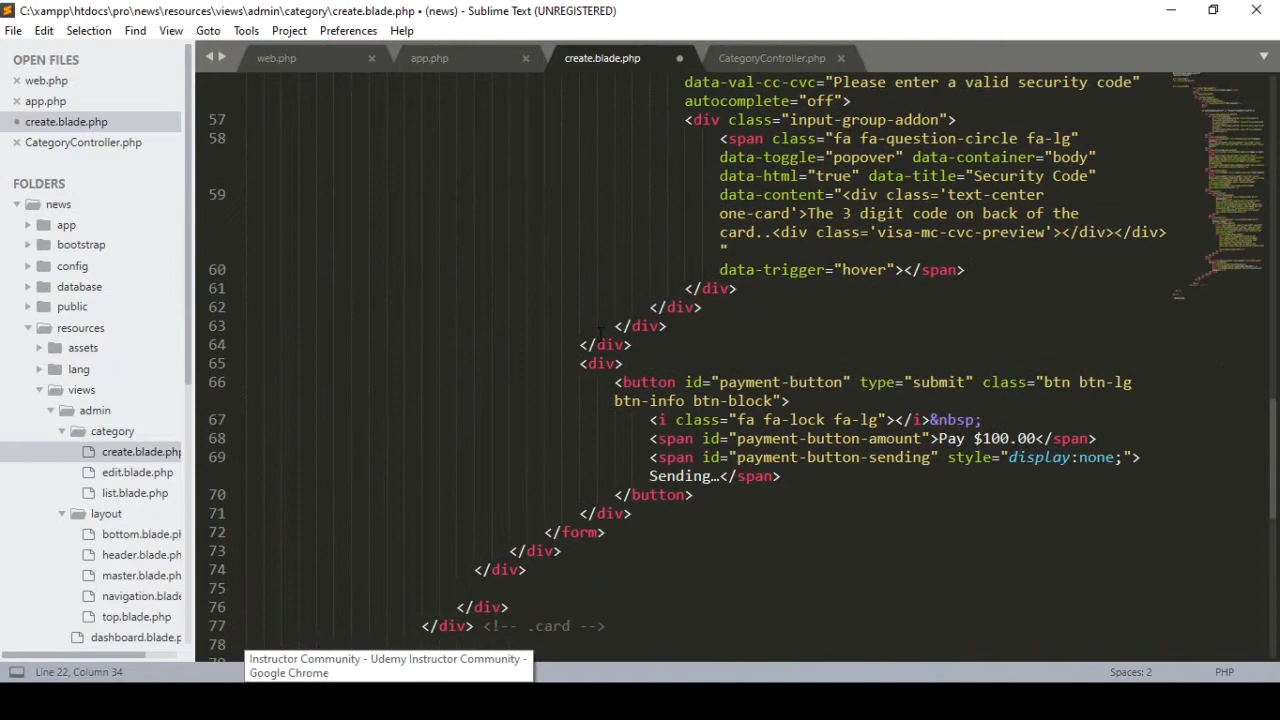 C:\xampp\htdocs\pro\news\resources\views\admin\category\create.blade.php • (news) - Sublime Text (UNREGISTERED)
File Edit Selection Find View Goto Tools Project Preferences Help
OPEN FILES
web.php
app.php
create.blade.php
CategoryController.php
FOLDERS
news
app
bootstrap
config
database
public
resources
assets
lang
views
admin
category
create.blade.php
edit.blade.php
list.blade.php
layout
bottom.blade.ph
header.blade.ph
master.blade.ph
navigation.blade
top.blade.php
dashboard.blade.p
web.php app.php create.blade.php CategoryController.php
data-val-cc-cvc="Please enter a valid security code"
autocomplete="off">
57 <div class="input-group-addon">
58 <span class="fa fa-question-circle fa-lg"
data-toggle="popover" data-container="body"
data-html="true" data-title="Security Code"
59 data-content="<div class='text-center
one-card'>The 3 digit code on back of the
card..<div class='visa-mc-cvc-preview'></div></div>
"
60 data-trigger="hover"></span>
61 </div>
62 </div>
63 </div>
64 </div>
65 <div>
66 <button id="payment-button" type="submit" class="btn btn-lg
btn-info btn-block">
67 <i class="fa fa-lock fa-lg"></i>&nbsp;
68 <span id="payment-button-amount">Pay $100.00</span>
69 <span id="payment-button-sending" style="display:none;">
Sending…</span>
70 </button>
71 </div>
72 </form>
73 </div>
74 </div>
75
76 </div>
77 </div> <!-- .card -->
78
Instructor Community - Udemy Instructor Community -
Google Chrome
Line 22, Column 34 Spaces: 2 PHP